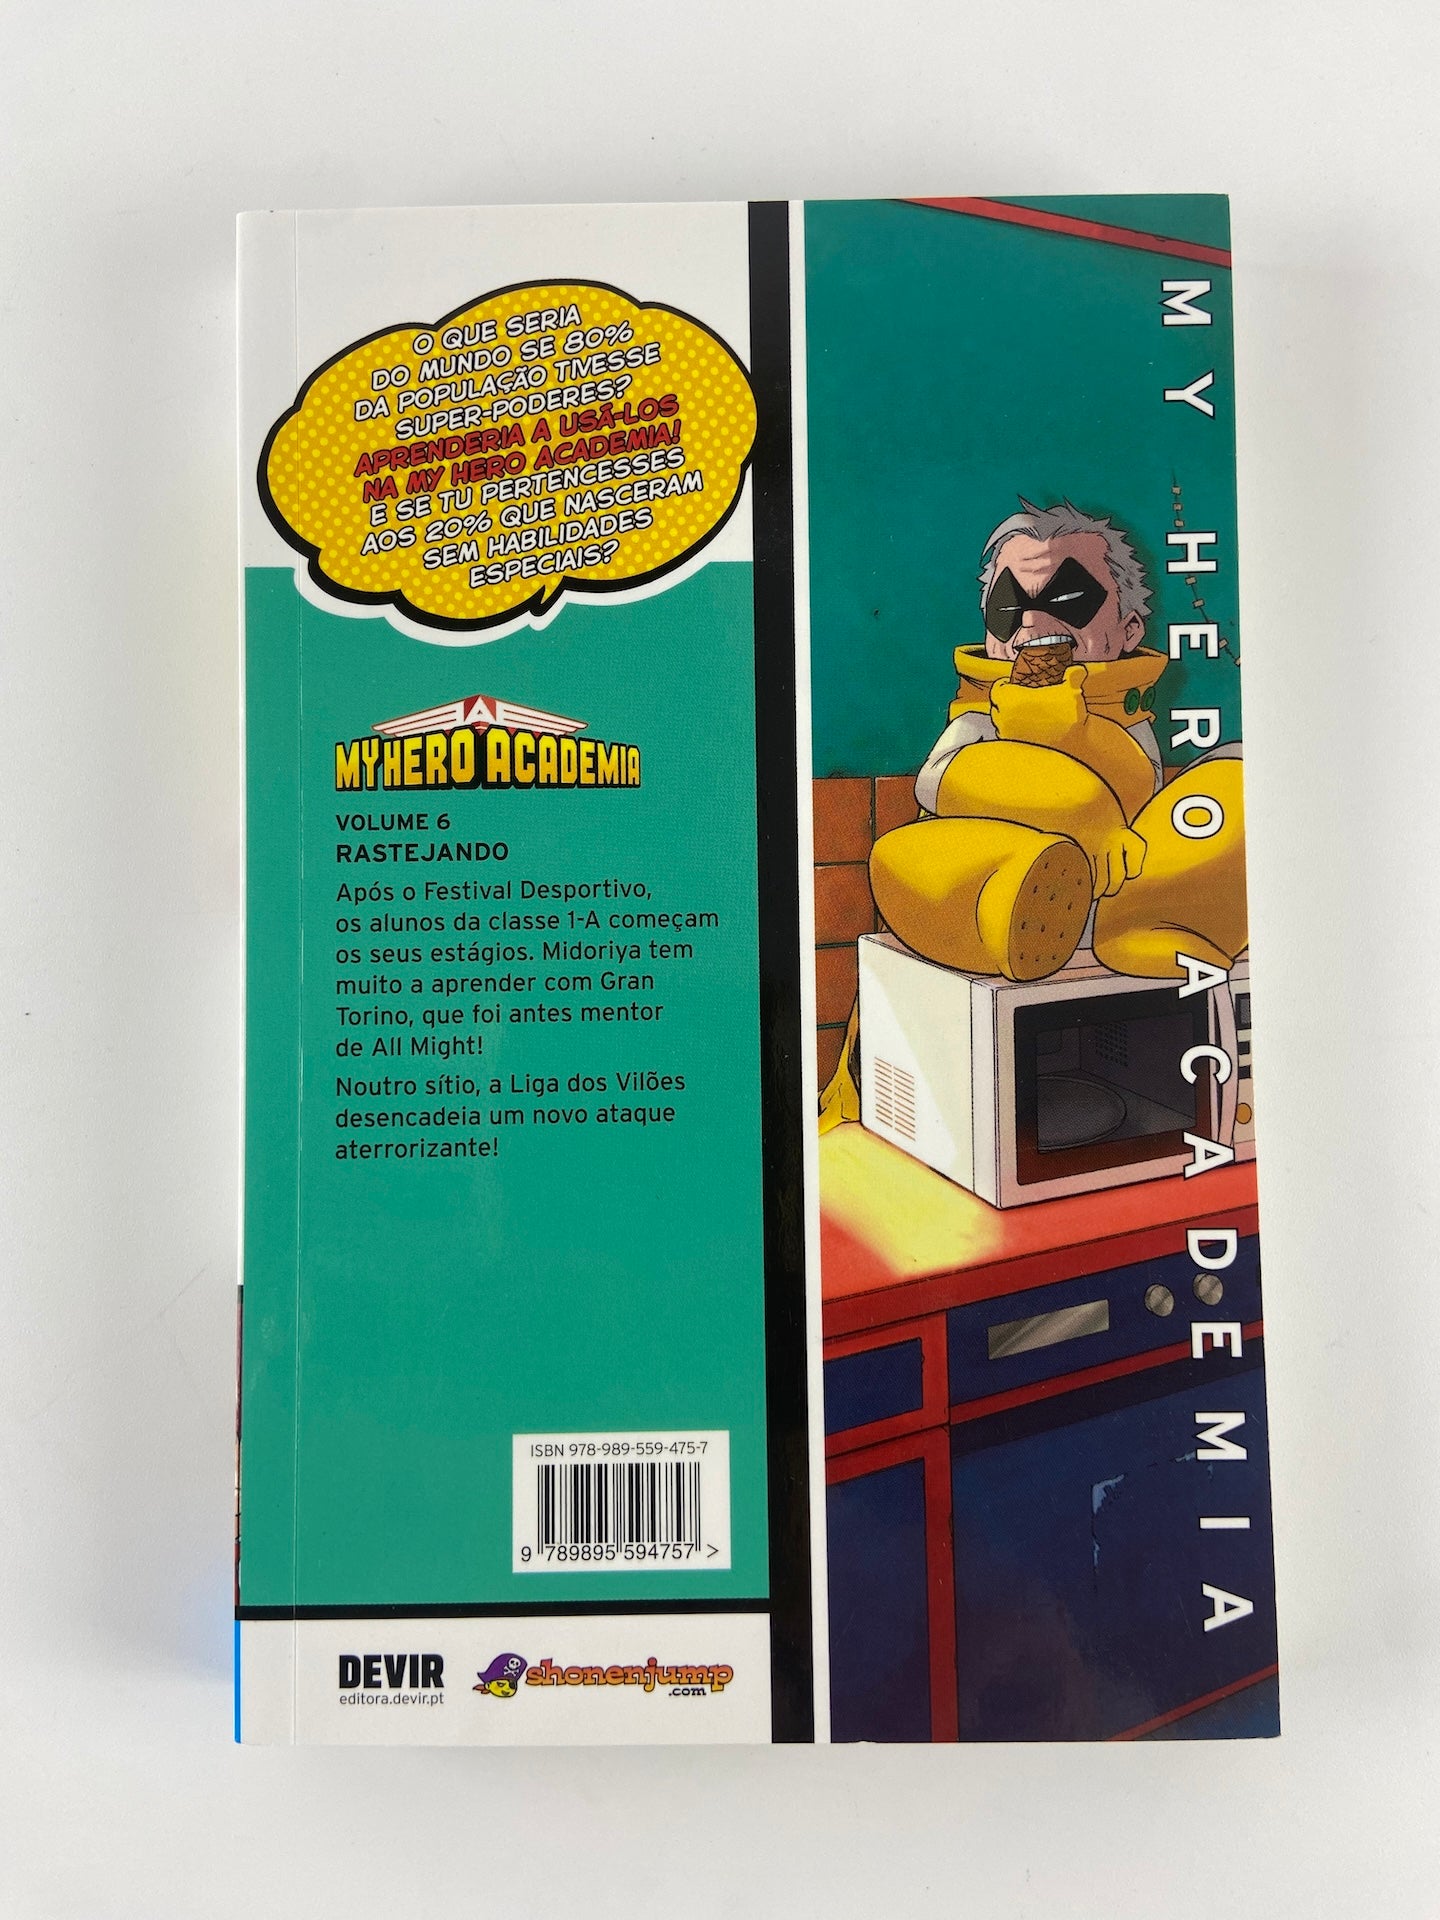 O QUE SERIA
DO MUNDO SE 80%
DA POPULAÇÃO TIVESSE
SUPER-PODERES?
APRENDERIA A USÁ-LOS
NA MY HERO ACADEMIA!
E SE TU PERTENCESSES
AOS 20% QUE NASCERAM
SEM HABILIDADES
ESPECIAIS?
A
MY HERO ACADEMIA
VOLUME 6
RASTEJANDO
Após o Festival Desportivo,
os alunos da classe 1-A começam
os seus estágios. Midoriya tem
muito a aprender com Gran
Torino, que foi antes mentor
de All Might!
Noutro sítio, a Liga dos Vilões
desencadeia um novo ataque
aterrorizante!
ISBN 978-989-559-475-7
9 789895 594757 >
DEVIR
editora.devir.pt
shonenjump
.com
MY HERO ACADEMIA